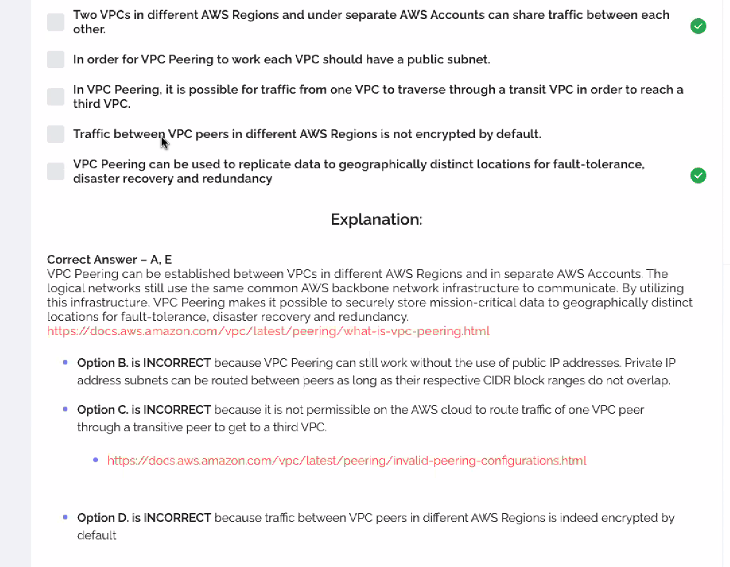 Two VPCs in different AWS Regions and under separate AWS Accounts can share traffic between each
other.
In order for VPC Peering to work each VPC should have a public subnet.
In VPC Peering, it is possible for traffic from one VPC to traverse through a transit VPC in order to reach a
third VPC.
Traffic between VPC peers in different AWS Regions is not encrypted by default.
VPC Peering can be used to replicate data to geographically distinct locations for fault-tolerance,
disaster recovery and redundancy
Explanation:
Correct Answer – A, E
VPC Peering can be established between VPCs in different AWS Regions and in separate AWS Accounts. The
logical networks still use the same common AWS backbone network infrastructure to communicate. By utilizing
this infrastructure. VPC Peering makes it possible to securely store mission-critical data to geographically distinct
locations for fault-tolerance, disaster recovery and redundancy.
https://docs.aws.amazon.com/vpc/latest/peering/what-is-vpc-peering.html
Option B. is INCORRECT because VPC Peering can still work without the use of public IP addresses. Private IP
address subnets can be routed between peers as long as their respective CIDR block ranges do not overlap.
Option C. is INCORRECT because it is not permissible on the AWS cloud to route traffic of one VPC peer
through a transitive peer to get to a third VPC.
https://docs.aws.amazon.com/vpc/latest/peering/invalid-peering-configurations.html
Option D. is INCORRECT because traffic between VPC peers in different AWS Regions is indeed encrypted by
default